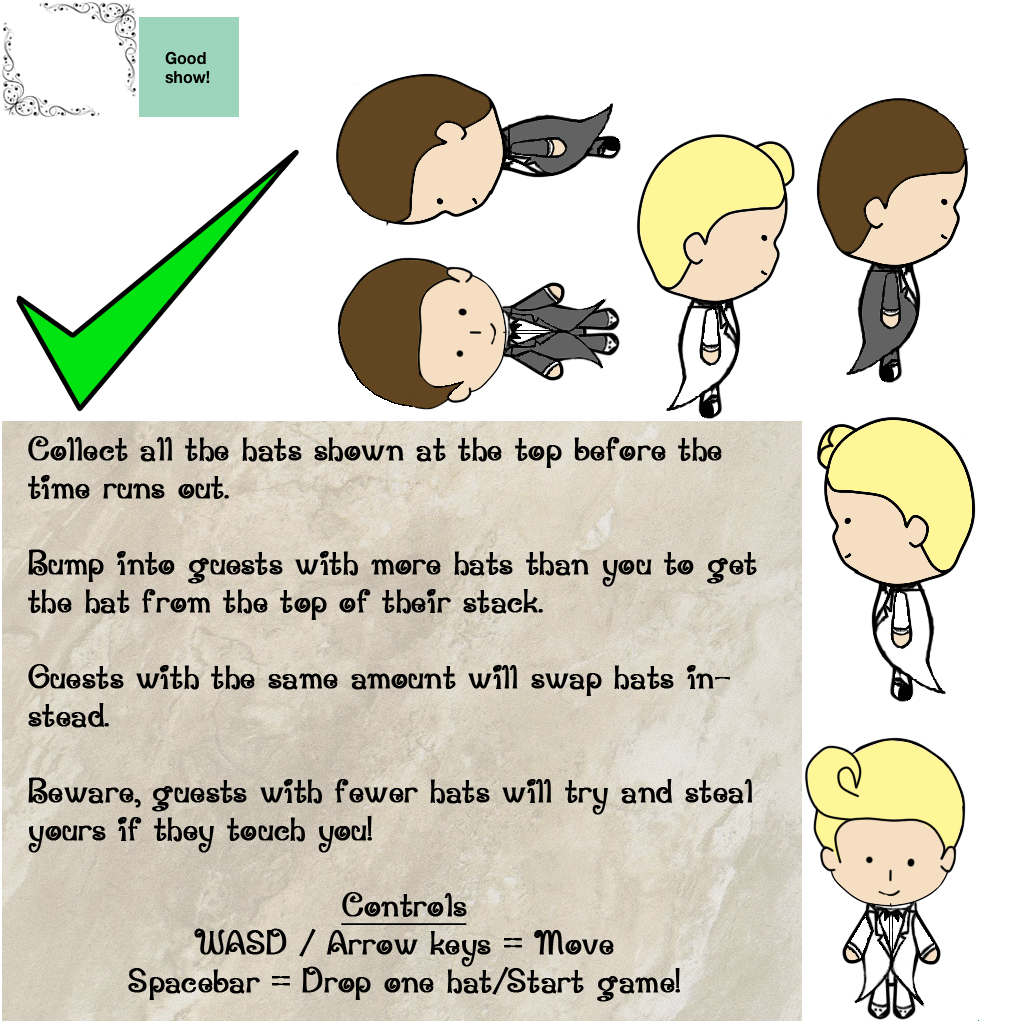 Good
show!
Collect all the hats shown at the top before the
time runs out.
Bump into guests with more hats than you to get
the hat from the top of their stack.
Guests with the same amount will swap hats in-
stead.
Beware, guests with fewer hats will try and steal
yours if they touch you!
Controls
WASD / Arrow keys = Move
Spacebar = Drop one hat/Start game!